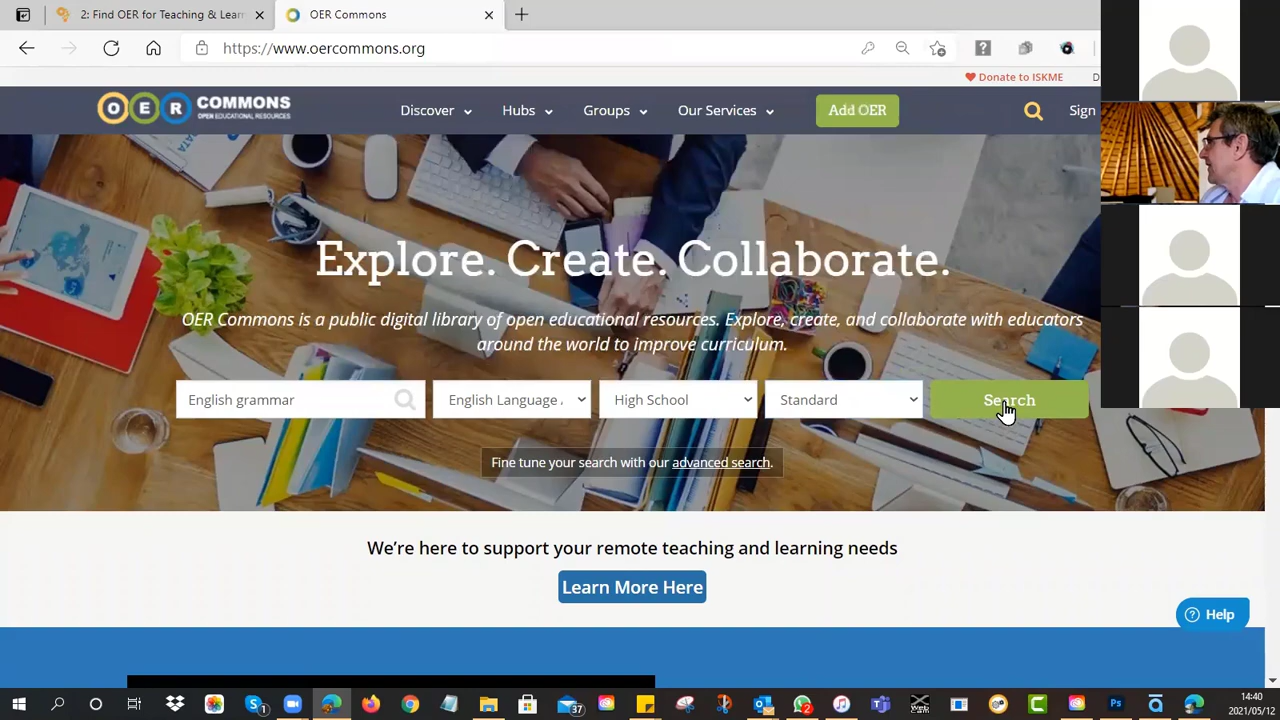 2: Find OER for Teaching & Lear
OER Commons
https://www.oercommons.org
Donate to ISKME
D
OER COMMONS
OPEN EDUCATIONAL RESOURCES
Discover
Hubs
Groups
Our Services
Add OER
Sign
Explore. Create. Collaborate.
OER Commons is a public digital library of open educational resources. Explore, create, and collaborate with educators
around the world to improve curriculum.
English grammar
English Language
High School
Standard
Search
Fine tune your search with our advanced search.
We're here to support your remote teaching and learning needs
Learn More Here
Help
1
37
2
14:40
2021/05/12